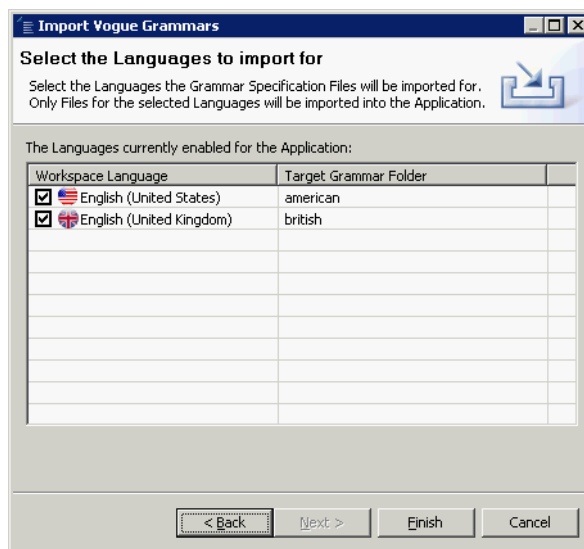 Import Vogue Grammars
Select the Languages to import for
Select the Languages the Grammar Specification Files will be imported for.
Only Files for the selected Languages will be imported into the Application.
The Languages currently enabled for the Application:
Workspace Language Target Grammar Folder
English (United States) american
English (United Kingdom) british
< Back Next > Finish Cancel